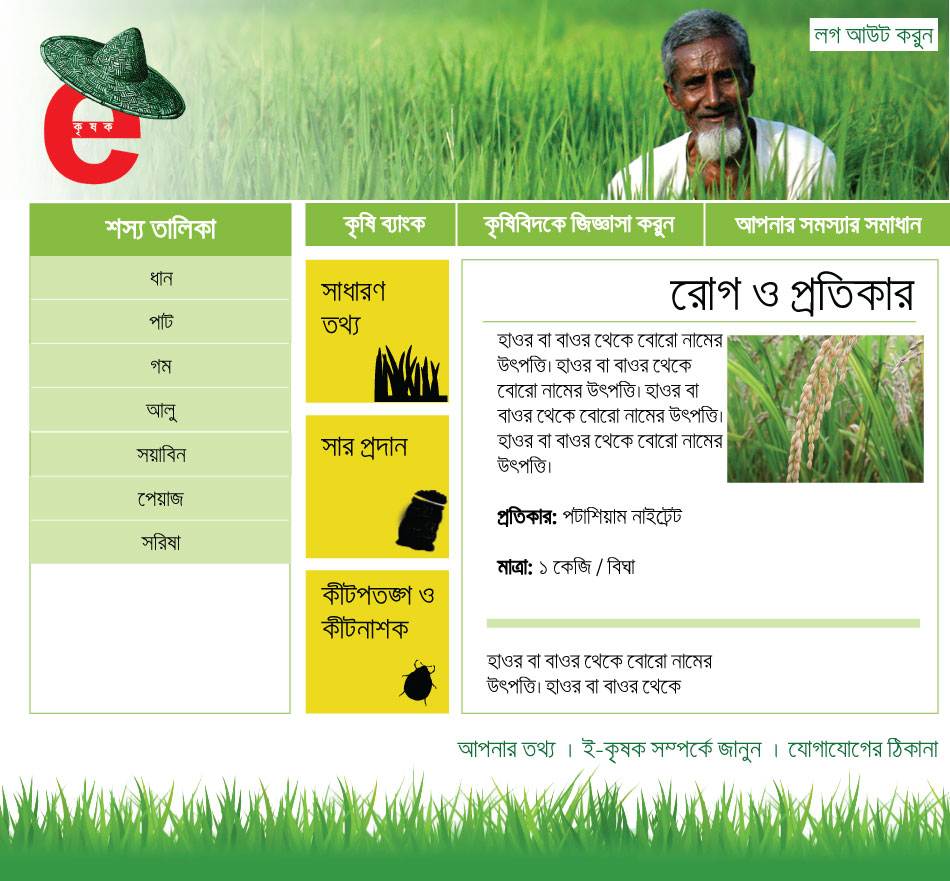 লগ আউট করুন
e
কৃষক
শস্য তালিকা
ধান
পাট
গম
আলু
সয়াবিন
পেয়াজ
সরিষা
কৃষি ব্যাংক
কৃষিবিদকে জিজ্ঞাসা করুন
আপনার সমস্যার সমাধান
সাধারণ
তথ্য
সার প্রদান
কীটপতঙ্গ ও
কীটনাশক
রোগ ও প্রতিকার
হাওর বা বাওর থেকে বোরো নামের
উৎপত্তি। হাওর বা বাওর থেকে
বোরো নামের উৎপত্তি। হাওর বা
বাওর থেকে বোরো নামের উৎপত্তি।
হাওর বা বাওর থেকে বোরো নামের
উৎপত্তি।
প্রতিকার: পটাশিয়াম নাইট্রেট
মাত্রা: ১ কেজি / বিঘা
হাওর বা বাওর থেকে বোরো নামের
উৎপত্তি। হাওর বা বাওর থেকে
আপনার তথ্য । ই-কৃষক সম্পর্কে জানুন । যোগাযোগের ঠিকানা